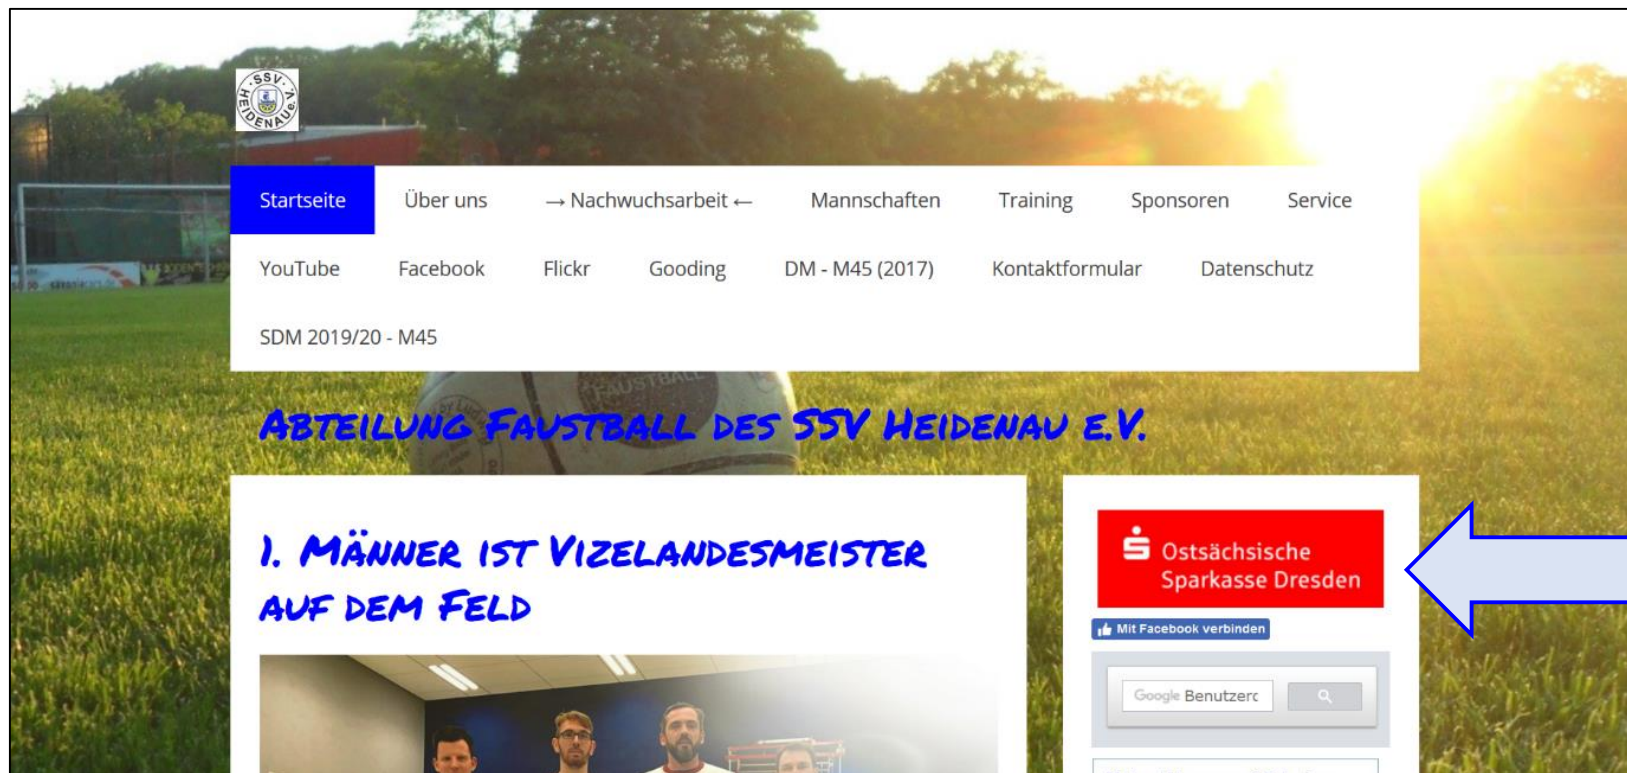 SSV
HEIDENAU e.V.
Startseite Über uns → Nachwuchsarbeit ← Mannschaften Training Sponsoren Service
YouTube Facebook Flickr Gooding DM - M45 (2017) Kontaktformular Datenschutz
SDM 2019/20 - M45
FAUSTBALL
Abteilung Faustball des SSV Heidenau e.V.
1. Männer ist Vizelandesmeister
auf dem Feld
Ostsächsische
Sparkasse Dresden
Mit Facebook verbinden
Google Benutzerc